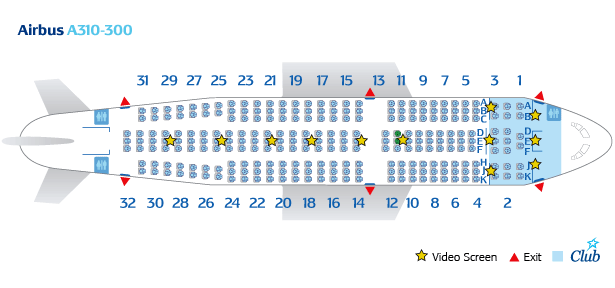 Airbus A310-300
31 29 27 25 21 19 17 15 13 11 9 7 5 3 1
A
B
C
A
B
D
E
F
D
E
F
H
J
K
J
K
32 30 28 26 24 22 20 18 16 14 12 10 8 6 4 2
Video Screen Exit Club